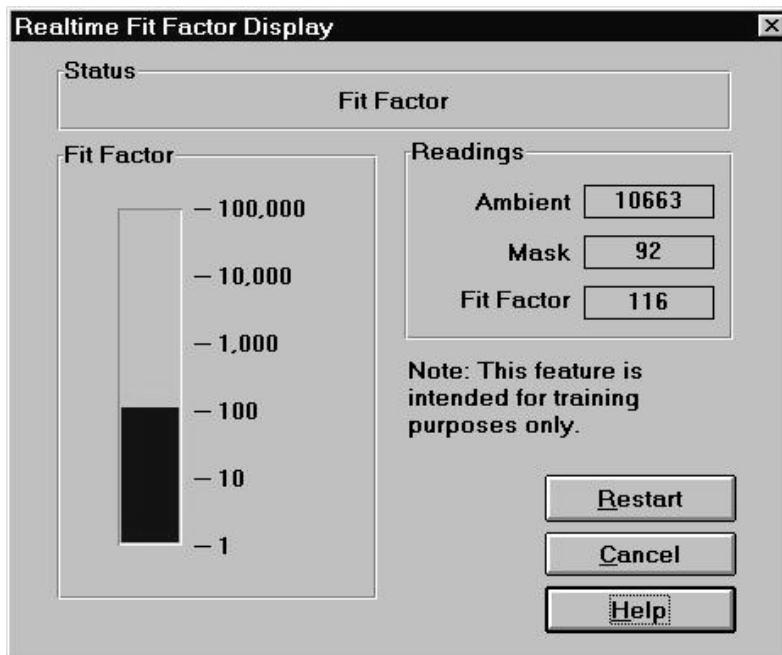 Realtime Fit Factor Display
Status
Fit Factor
Fit Factor
– 100,000
– 10,000
– 1,000
– 100
– 10
– 1
Readings
Ambient 10663
Mask 92
Fit Factor 116
Note: This feature is
intended for training
purposes only.
Restart
Cancel
Help